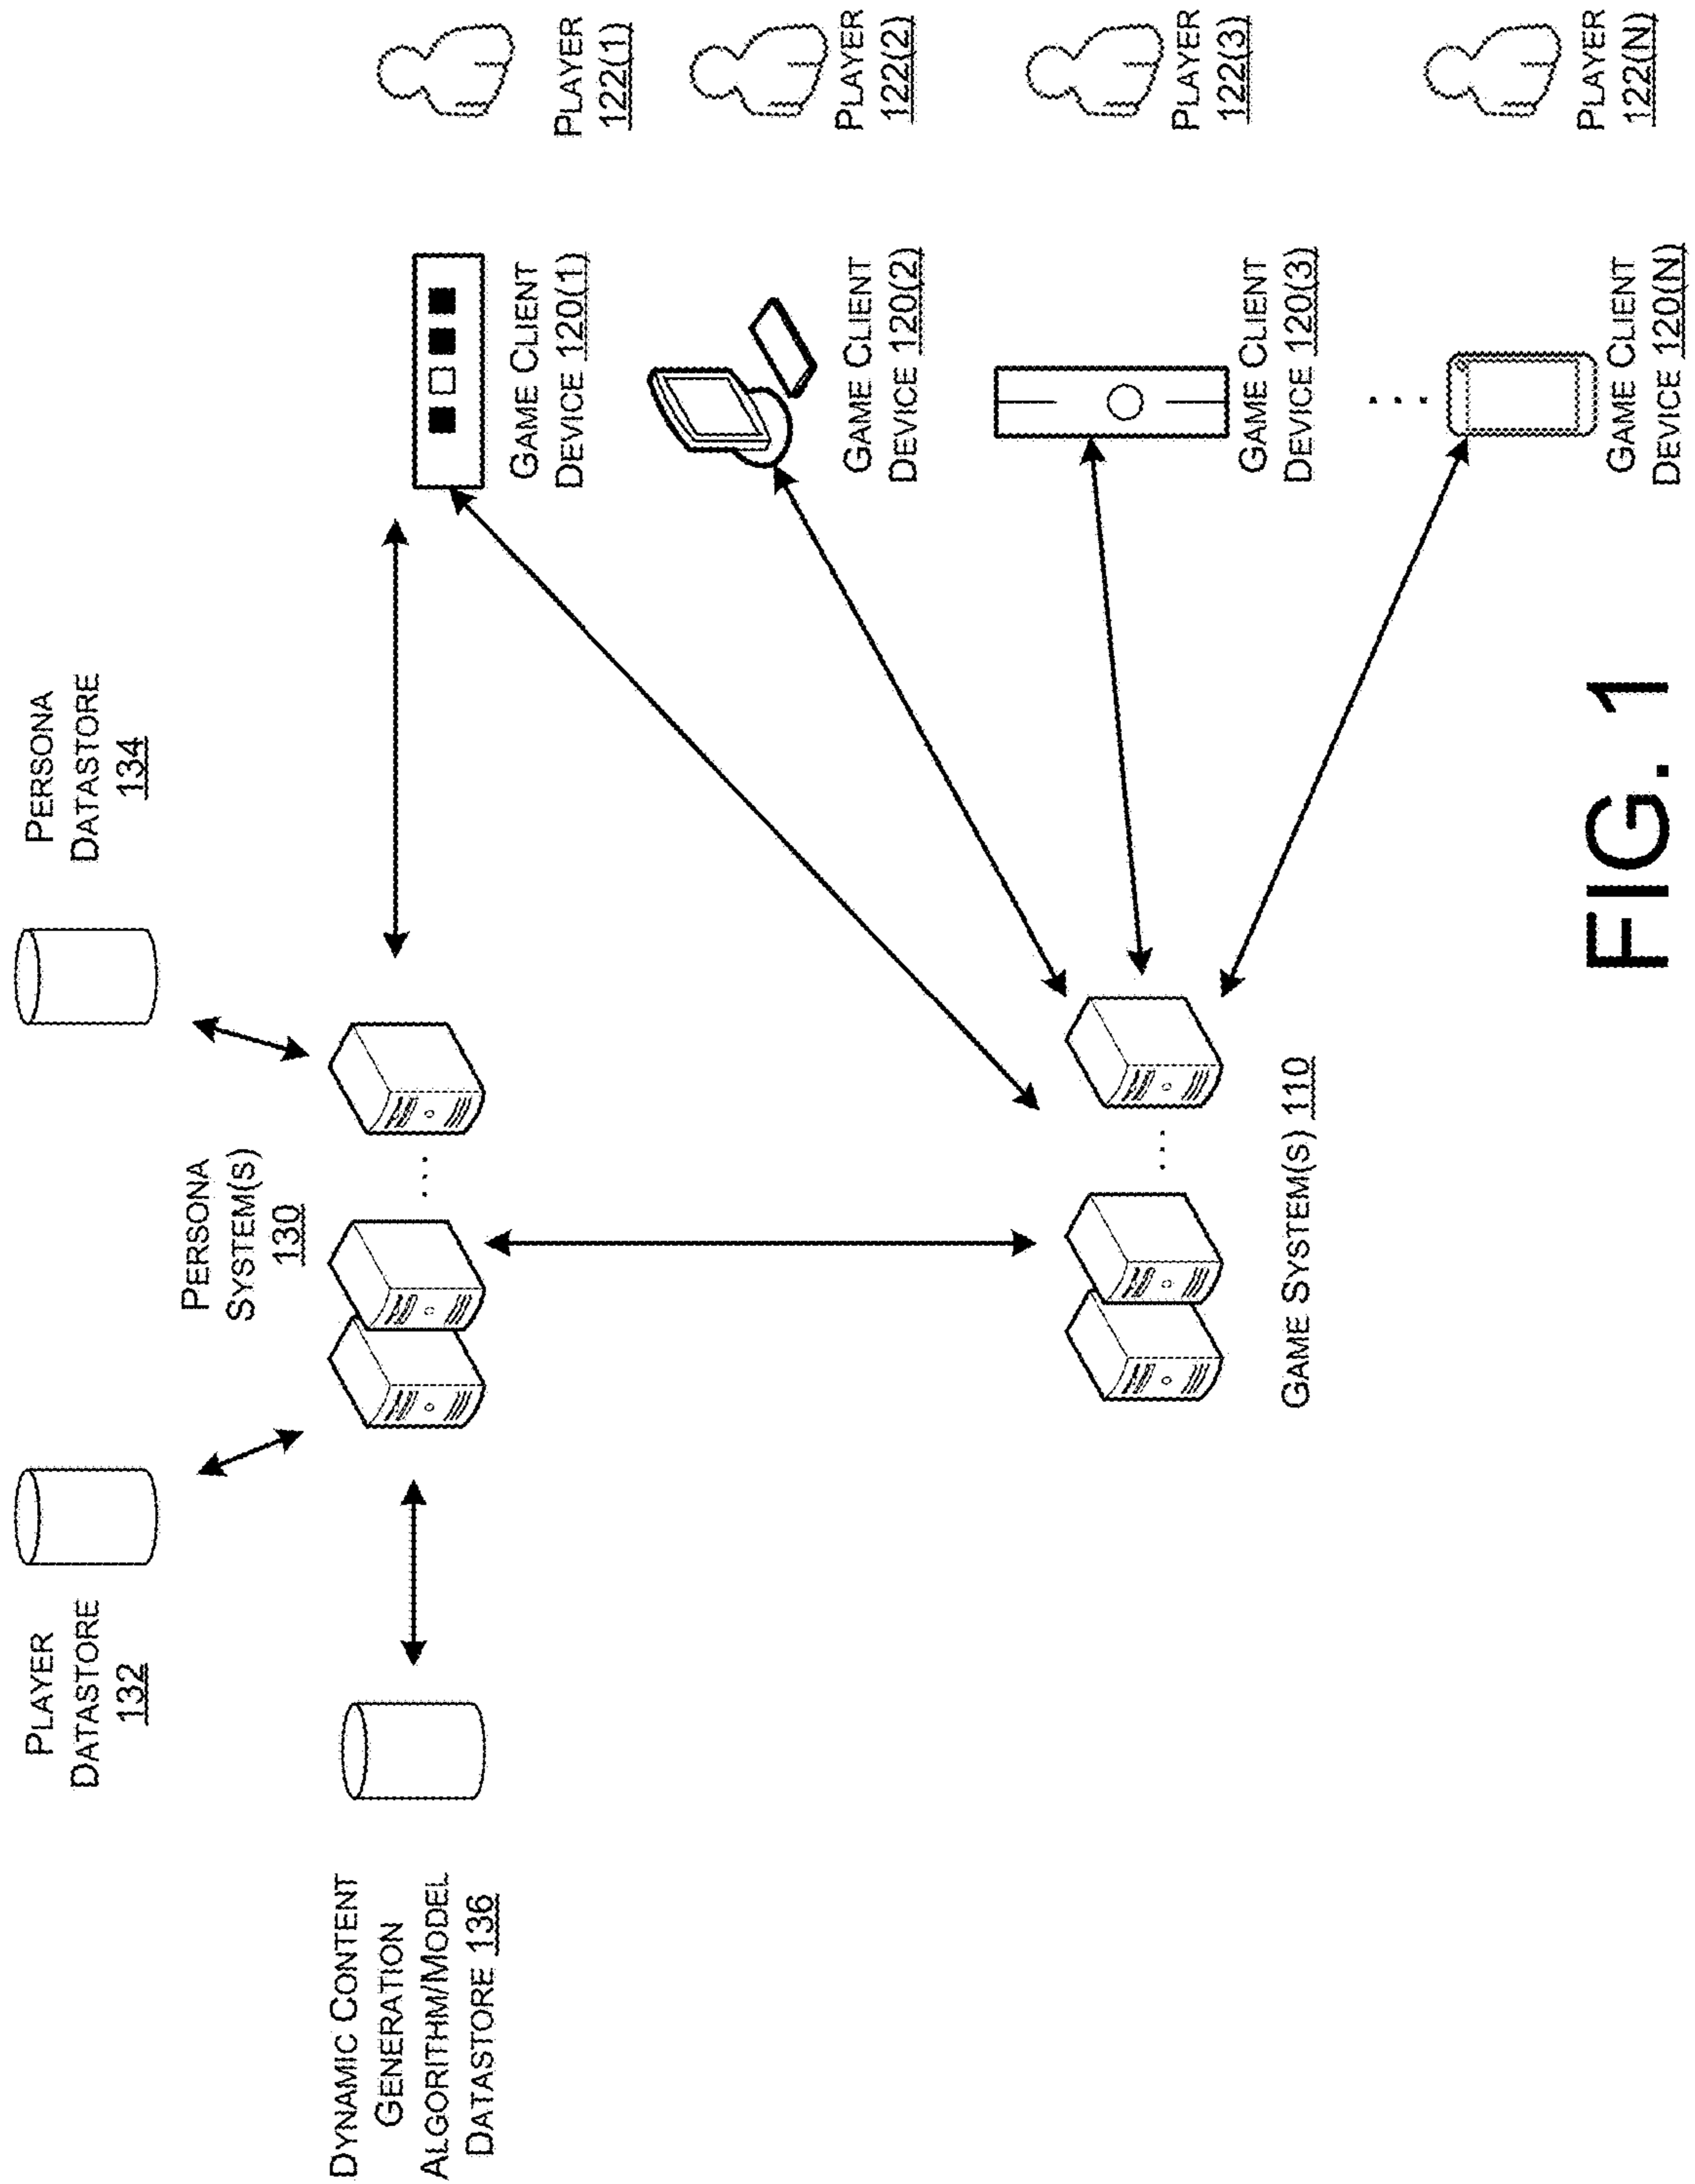 PLAYER
DATASTORE
132
PERSONA
DATASTORE
134
PERSONA
SYSTEM(S)
130
DYNAMIC CONTENT
GENERATION
ALGORITHM/MODEL
DATASTORE 136
GAME CLIENT
DEVICE 120(1)
PLAYER
122(1)
GAME CLIENT
DEVICE 120(2)
PLAYER
122(2)
GAME CLIENT
DEVICE 120(3)
PLAYER
122(3)
GAME SYSTEM(S) 110
GAME CLIENT
DEVICE 120(N)
PLAYER
122(N)
FIG. 1